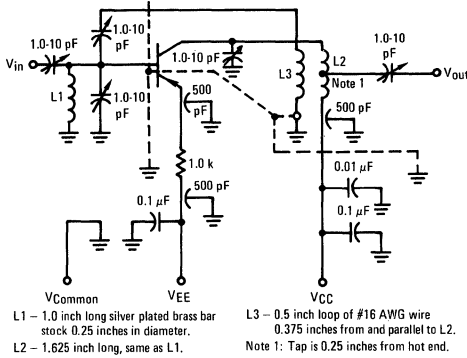 1.0-10
pF
1.0-10 pF
Vin
1.0-10 pF
L1
1.0-10
pF
500
pF
L3
L2
Note 1
1.0-10
pF
Vout
500 pF
1.0 k
500 pF
0.1 µF
0.01 µF
0.1 µF
VCommon
VEE
VCC
L1 – 1.0 inch long silver plated brass bar
stock 0.25 inches in diameter.
L2 – 1.625 inch long, same as L1.
L3 – 0.5 inch loop of #16 AWG wire
0.375 inches from and parallel to L2.
Note 1: Tap is 0.25 inches from hot end.